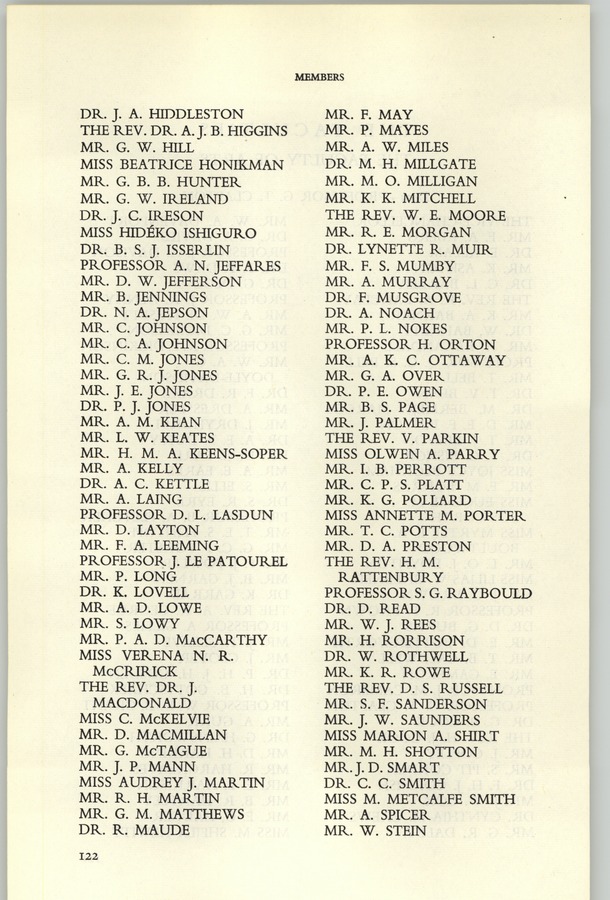 MEMBERS
DR. J. A. HIDDLESTON
THE REV. DR. A. J. B. HIGGINS
MR. G. W. HILL
MISS BEATRICE HONIKMAN
MR. G. B. B. HUNTER
MR. G. W. IRELAND
DR. J. C. IRESON
MISS HIDÉKO ISHIGURO
DR. B. S. J. ISSERLIN
PROFESSOR A. N. JEFFARES
MR. D. W. JEFFERSON
MR. B. JENNINGS
DR. N. A. JEPSON
MR. C. JOHNSON
MR. C. A. JOHNSON
MR. C. M. JONES
MR. G. R. J. JONES
MR. J. E. JONES
DR. P. J. JONES
MR. A. M. KEAN
MR. L. W. KEATES
MR. H. M. A. KEENS-SOPER
MR. A. KELLY
DR. A. C. KETTLE
MR. A. LAING
PROFESSOR D. L. LASDUN
MR. D. LAYTON
MR. F. A. LEEMING
PROFESSOR J. LE PATOUREL
MR. P. LONG
DR. K. LOVELL
MR. A. D. LOWE
MR. S. LOWY
MR. P. A. D. MacCARTHY
MISS VERENA N. R.
McCRIRICK
THE REV. DR. J.
MACDONALD
MISS C. McKELVIE
MR. D. MACMILLAN
MR. G. McTAGUE
MR. J. P. MANN
MISS AUDREY J. MARTIN
MR. R. H. MARTIN
MR. G. M. MATTHEWS
DR. R. MAUDE
MR. F. MAY
MR. P. MAYES
MR. A. W. MILES
DR. M. H. MILLGATE
MR. M. O. MILLIGAN
MR. K. K. MITCHELL
THE REV. W. E. MOORE
MR. R. E. MORGAN
DR. LYNETTE R. MUIR
MR. F. S. MUMBY
MR. A. MURRAY
DR. F. MUSGROVE
DR. A. NOACH
MR. P. L. NOKES
PROFESSOR H. ORTON
MR. A. K. C. OTTAWAY
MR. G. A. OVER
DR. P. E. OWEN
MR. B. S. PAGE
MR. J. PALMER
THE REV. V. PARKIN
MISS OLWEN A. PARRY
MR. I. B. PERROTT
MR. C. P. S. PLATT
MR. K. G. POLLARD
MISS ANNETTE M. PORTER
MR. T. C. POTTS
MR. D. A. PRESTON
THE REV. H. M.
RATTENBURY
PROFESSOR S. G. RAYBOULD
DR. D. READ
MR. W. J. REES
MR. H. RORRISON
DR. W. ROTHWELL
MR. K. R. ROWE
THE REV. D. S. RUSSELL
MR. S. F. SANDERSON
MR. J. W. SAUNDERS
MISS MARION A. SHIRT
MR. M. H. SHOTTON
MR. J. D. SMART
DR. C. C. SMITH
MISS M. METCALFE SMITH
MR. A. SPICER
MR. W. STEIN
122